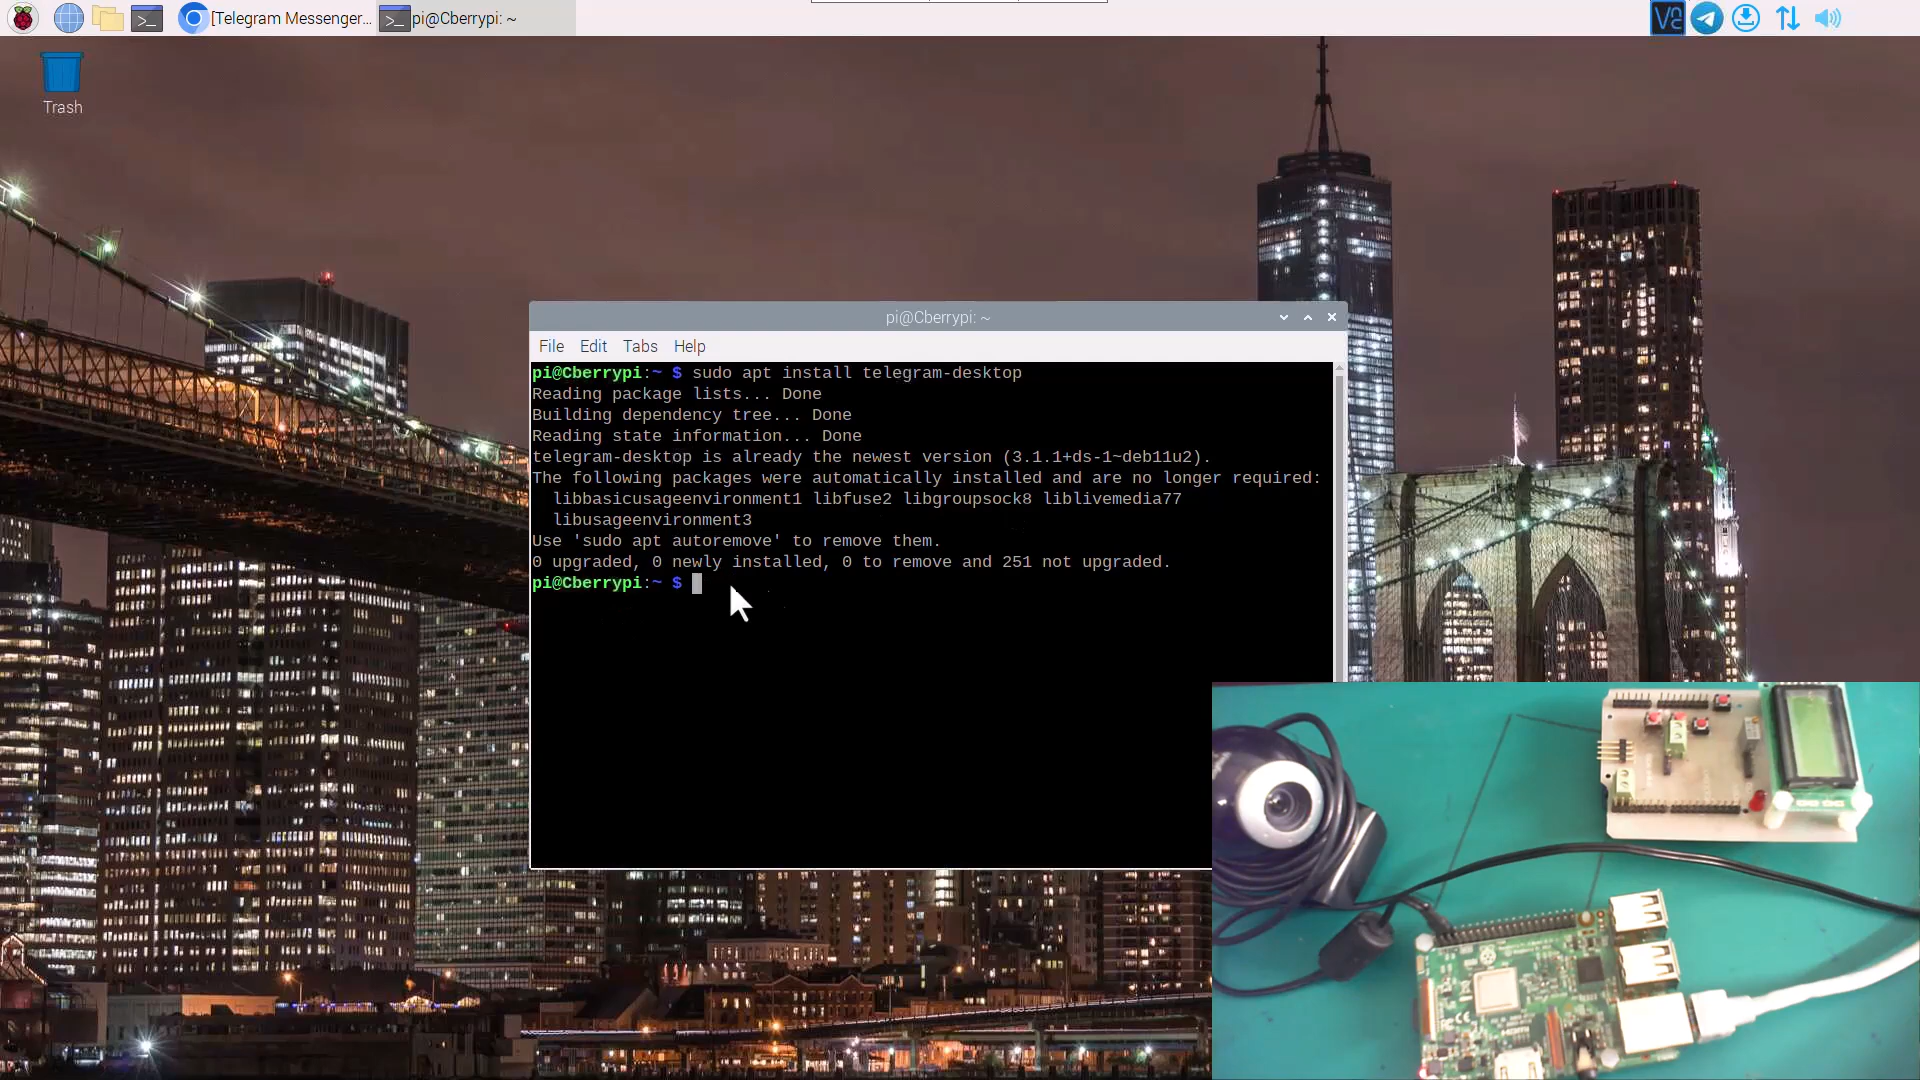 [Telegram Messenger...
pi@Cberrypi: ~
Trash
pi@Cberrypi: ~
File Edit Tabs Help
pi@Cberrypi:~ $ sudo apt install telegram-desktop
Reading package lists... Done
Building dependency tree... Done
Reading state information... Done
telegram-desktop is already the newest version (3.1.1+ds-1~deb11u2).
The following packages were automatically installed and are no longer required:
libbasicusageenvironment1 libfuse2 libgroupsock8 liblivemedia77
libusageenvironment3
Use 'sudo apt autoremove' to remove them.
0 upgraded, 0 newly installed, 0 to remove and 251 not upgraded.
pi@Cberrypi:~ $